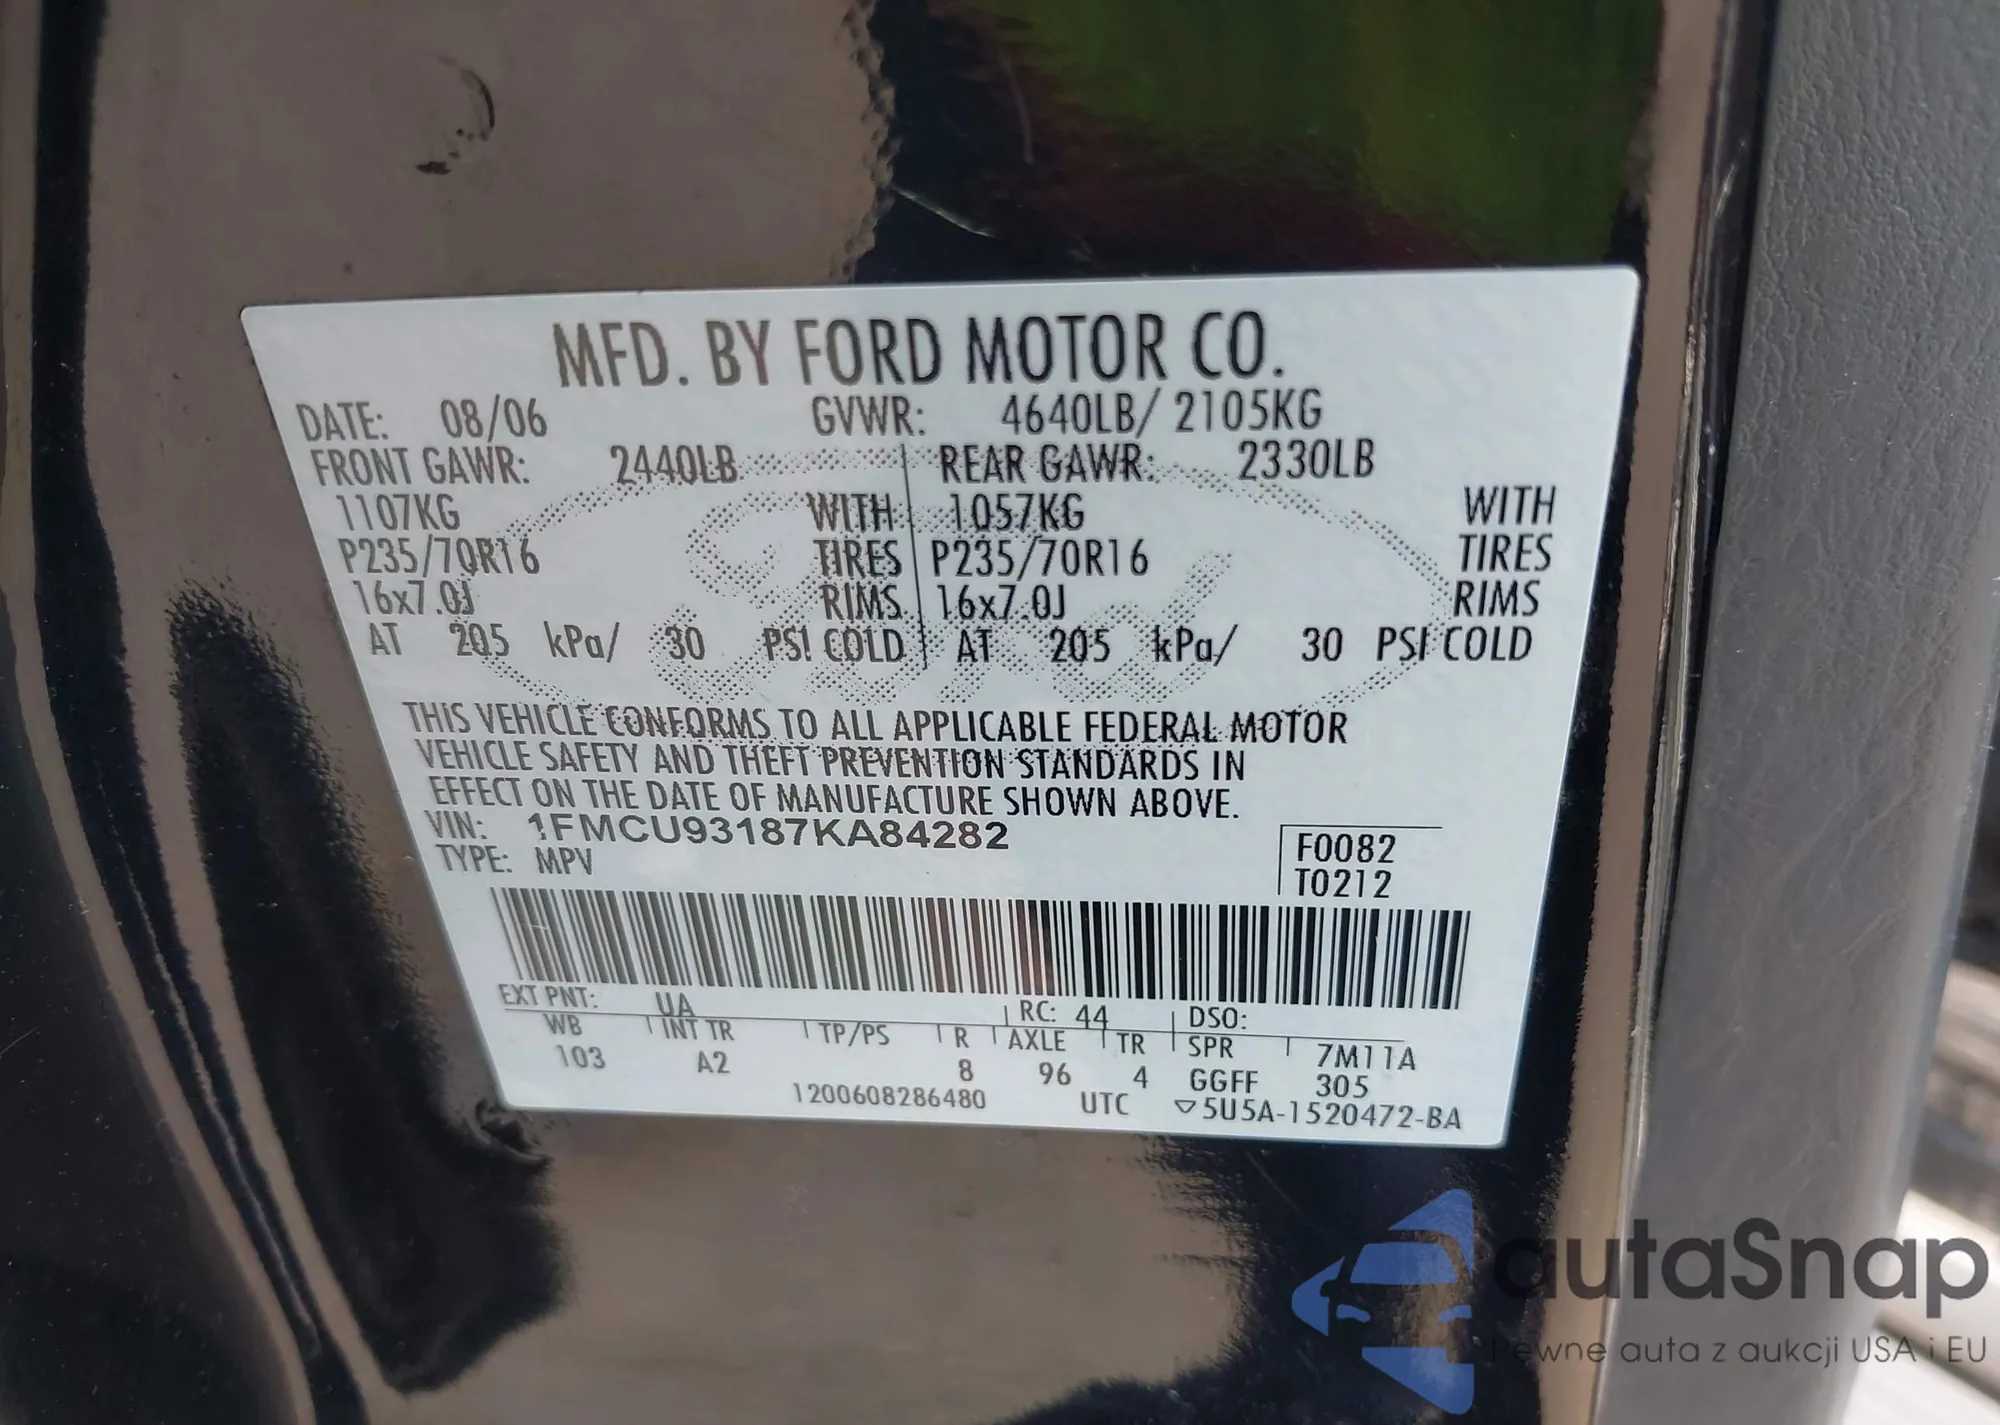 MFD. BY FORD MOTOR CO.
DATE: 08/06 GVWR: 4640LB/ 2105KG
FRONT GAWR: 2440LB REAR GAWR: 2330LB
1107KG WITH 1057KG WITH
P235/70R16 TIRES P235/70R16 TIRES
16x7.0J RIMS 16x7.0J RIMS
AT 205 kPa/ 30 PSI COLD AT 205 kPa/ 30 PSI COLD
THIS VEHICLE CONFORMS TO ALL APPLICABLE FEDERAL MOTOR
VEHICLE SAFETY AND THEFT PREVENTION STANDARDS IN
EFFECT ON THE DATE OF MANUFACTURE SHOWN ABOVE.
VIN: 1FMCU93187KA84282
TYPE: MPV
F0082
T0212
EXT PNT: UA RC: 44 DSO:
WB INT TR TP/PS R AXLE TR SPR 7M11A
103 A2 8 96 4 GGFF 305
1200608286480 UTC ▽5U5A-1520472-BA
Ford
autaSnap
Pewne auta z aukcji USA i EU